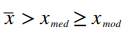 x̅ > x_med ≥ x_mod